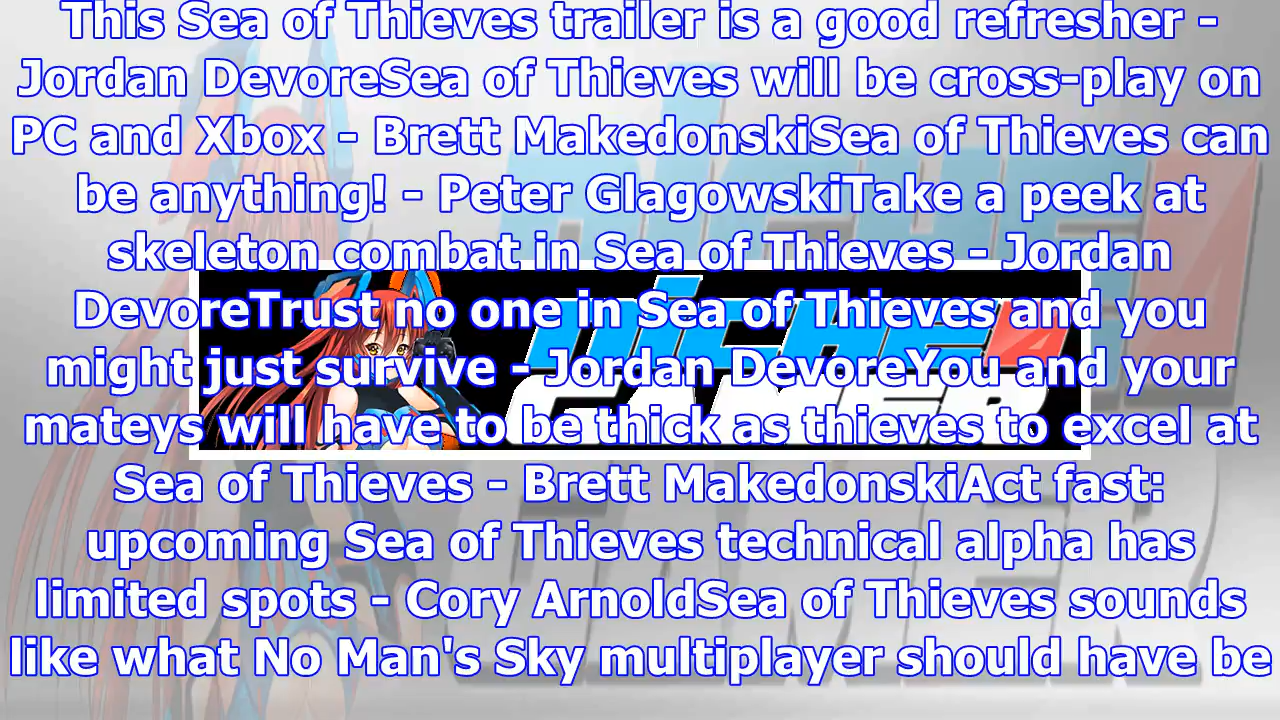 This Sea of Thieves trailer is a good refresher -
Jordan DevoreSea of Thieves will be cross-play on
PC and Xbox - Brett MakedonskiSea of Thieves can
be anything! - Peter GlagowskiTake a peek at
skeleton combat in Sea of Thieves - Jordan
DevoreTrust no one in Sea of Thieves and you
might just survive - Jordan DevoreYou and your
mateys will have to be thick as thieves to excel at
Sea of Thieves - Brett MakedonskiAct fast:
upcoming Sea of Thieves technical alpha has
limited spots - Cory ArnoldSea of Thieves sounds
like what No Man's Sky multiplayer should have be
NICHE
GAMER